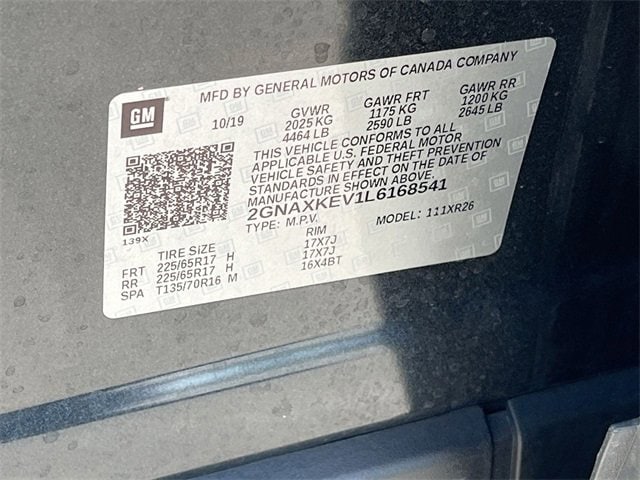 MFD BY GENERAL MOTORS OF CANADA COMPANY
GM
10/19
GVWR
2025 KG
4464 LB
GAWR FRT
1175 KG
2590 LB
GAWR RR
1200 KG
2645 LB
THIS VEHICLE CONFORMS TO ALL
APPLICABLE U.S. FEDERAL MOTOR
VEHICLE SAFETY AND THEFT PREVENTION
STANDARDS IN EFFECT ON THE DATE OF
MANUFACTURE SHOWN ABOVE.
2GNAXKEV1L6168541
TYPE: M.P.V. MODEL: 111XR26
139X
TIRE SIZE RIM
FRT 225/65R17 H 17X7J
RR 225/65R17 H 17X7J
SPA T135/70R16 M 16X4BT